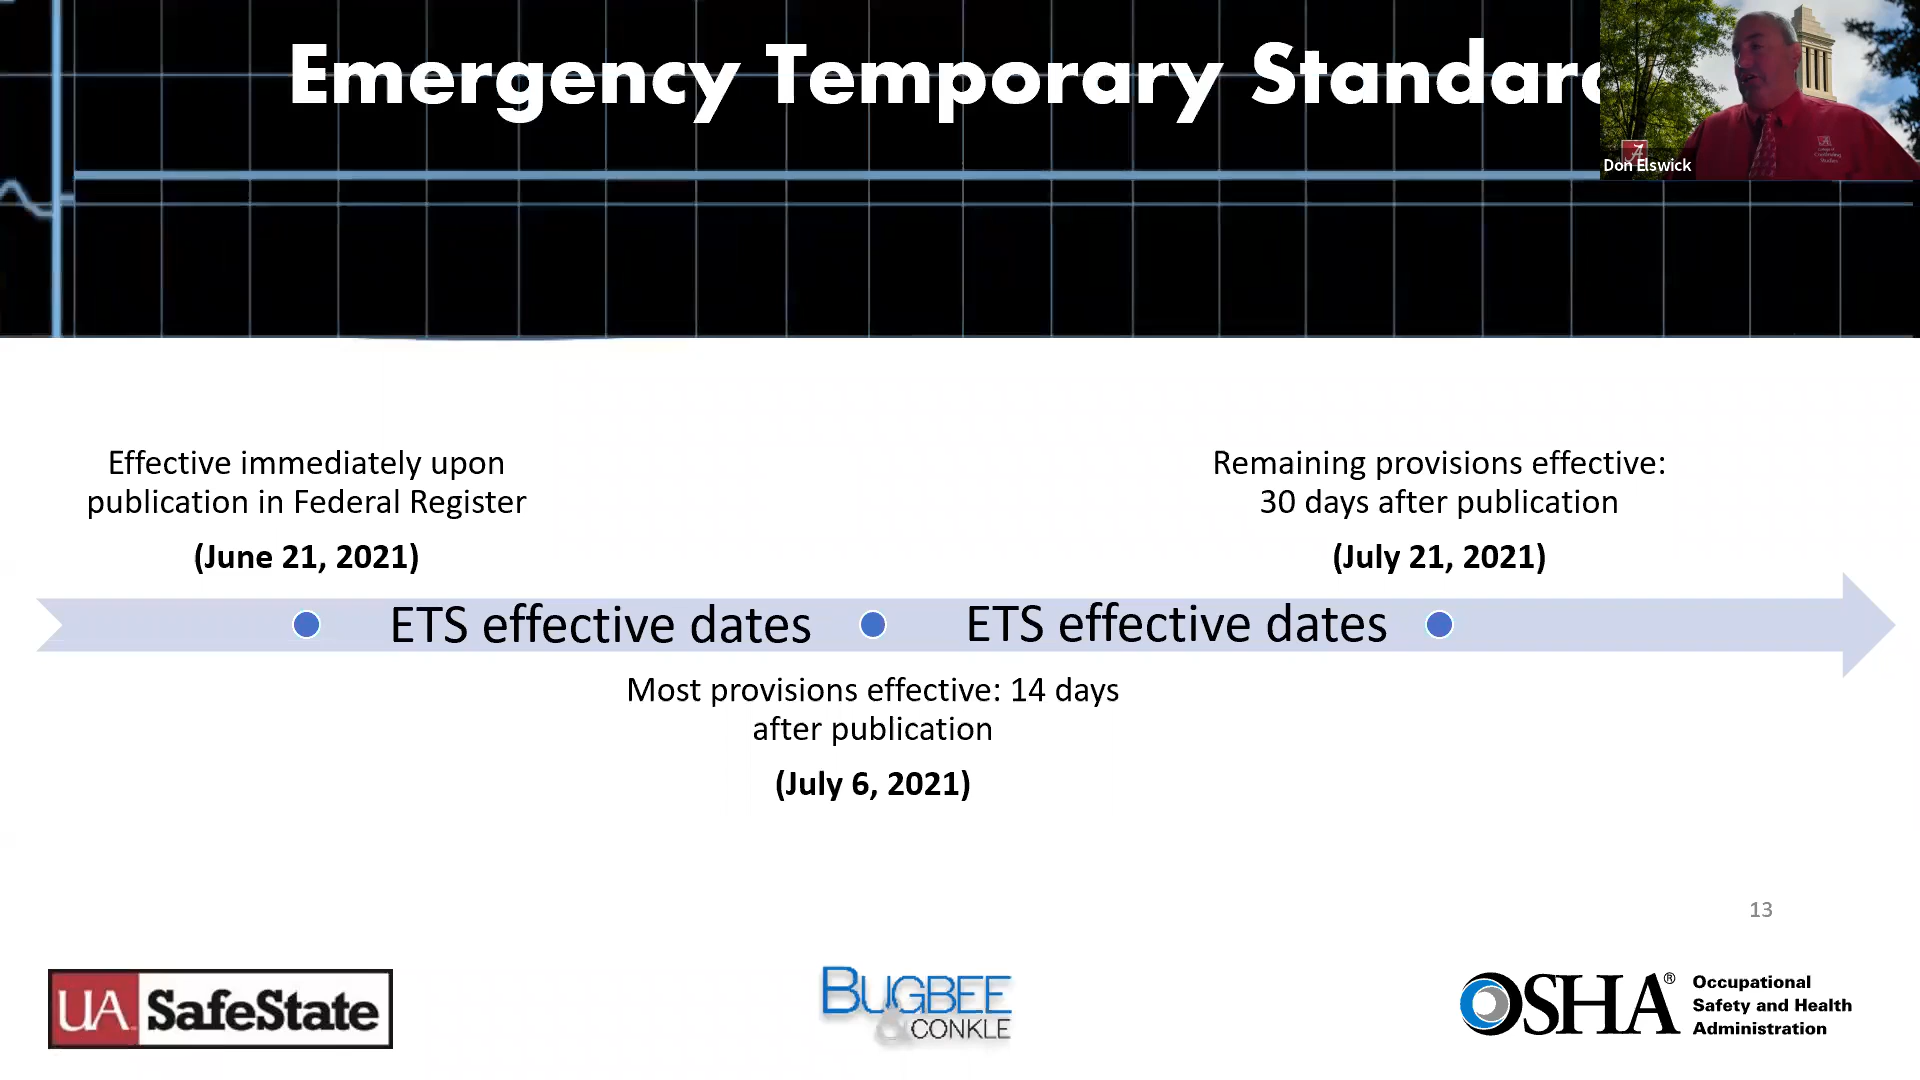 Emergency Temporary Standard
Don Elswick
Effective immediately upon
publication in Federal Register
(June 21, 2021)
Remaining provisions effective:
30 days after publication
(July 21, 2021)
ETS effective dates
ETS effective dates
Most provisions effective: 14 days
after publication
(July 6, 2021)
13
UA SafeState
BUGBEE
& CONKLE
OSHA®
Occupational
Safety and Health
Administration